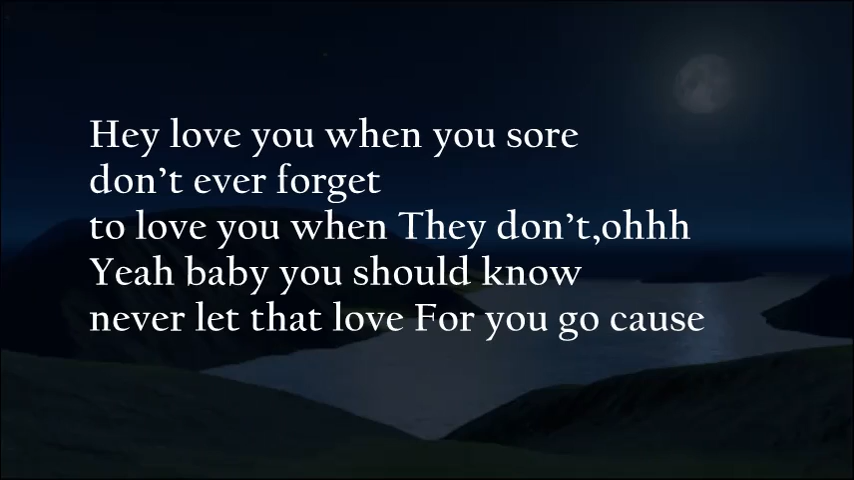 Hey love you when you sore
don't ever forget
to love you when They don't,ohhh
Yeah baby you should know
never let that love For you go cause